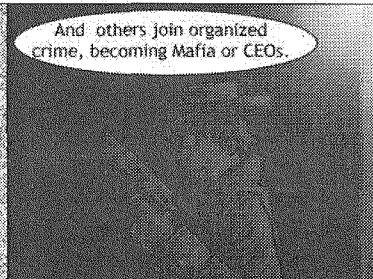 And others join organized
crime, becoming Mafia or CEOs.